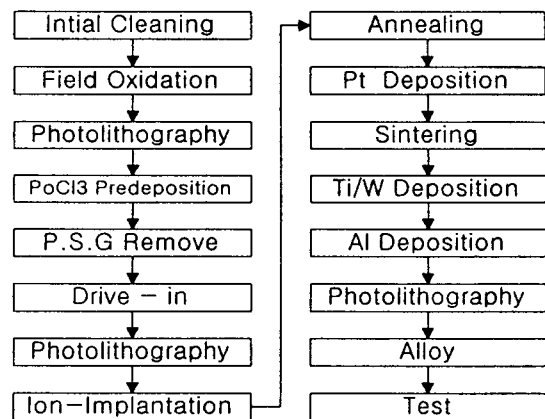 Intial Cleaning
Field Oxidation
Photolithography
PoCl3 Predeposition
P.S.G Remove
Drive - in
Photolithography
Ion-Implantation
Annealing
Pt Deposition
Sintering
Ti/W Deposition
Al Deposition
Photolithography
Alloy
Test